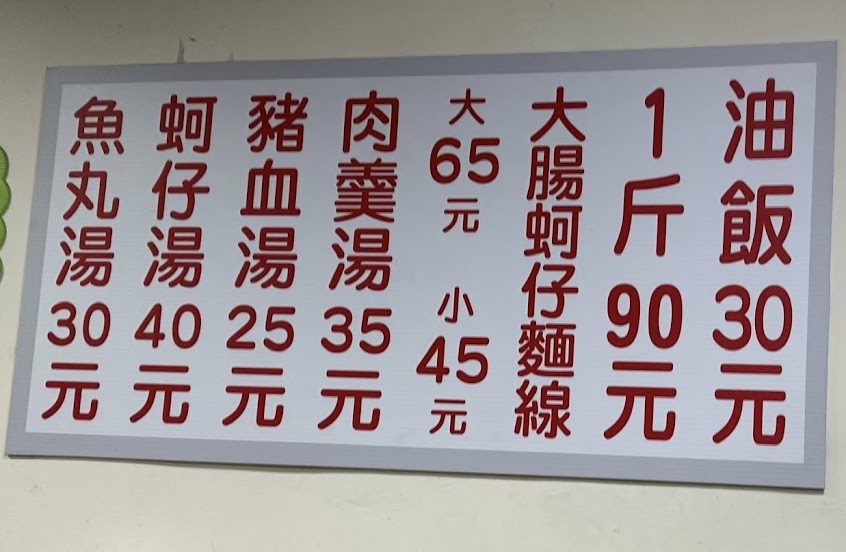 油飯30元
1斤90元
大腸蚵仔麵線
大65元 小45元
肉羹湯35元
豬血湯25元
蚵仔湯40元
魚丸湯30元